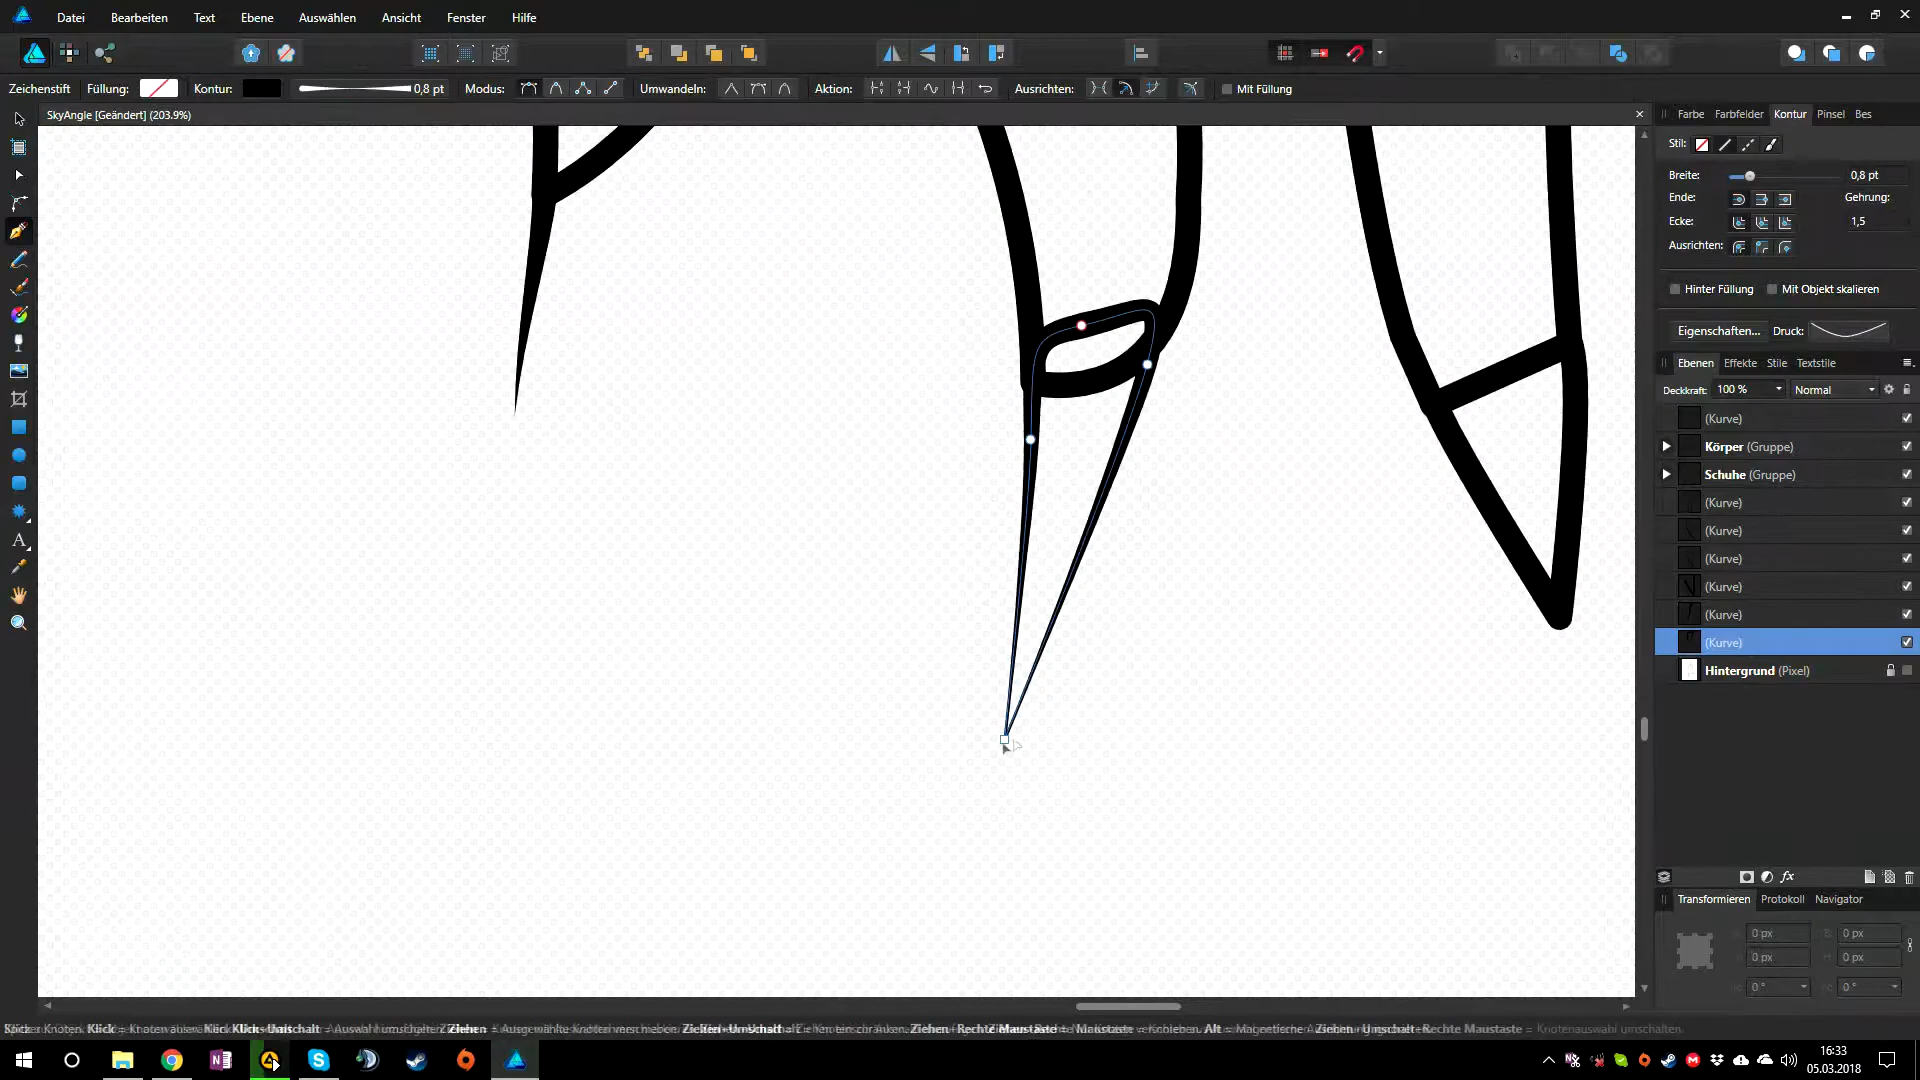 Datei Bearbeiten Text Ebene Auswählen Ansicht Fenster Hilfe
Zeichenstift Füllung: Kontur: 0,8 pt Modus: Umwandeln: Aktion: Ausrichten: Mit Füllung
SkyAngle [Geändert] (203.9%)
Farbe Farbfelder Kontur Pinsel Bes
Stil:
Breite: 0,8 pt
Ende: Gehrung:
Ecke: 1,5
Ausrichten:
Hinter Füllung Mit Objekt skalieren
Eigenschaften... Druck:
Ebenen Effekte Stile Textstile
Deckkraft: 100 % Normal
(Kurve)
Körper (Gruppe)
Schuhe (Gruppe)
(Kurve)
(Kurve)
(Kurve)
(Kurve)
(Kurve)
(Kurve)
Hintergrund (Pixel)
fx
Transformieren Protokoll Navigator
0 px 0 px
0 px 0 px
0 ° 0 °
Knotenauswahl umschalten.
16:33
05.03.2018